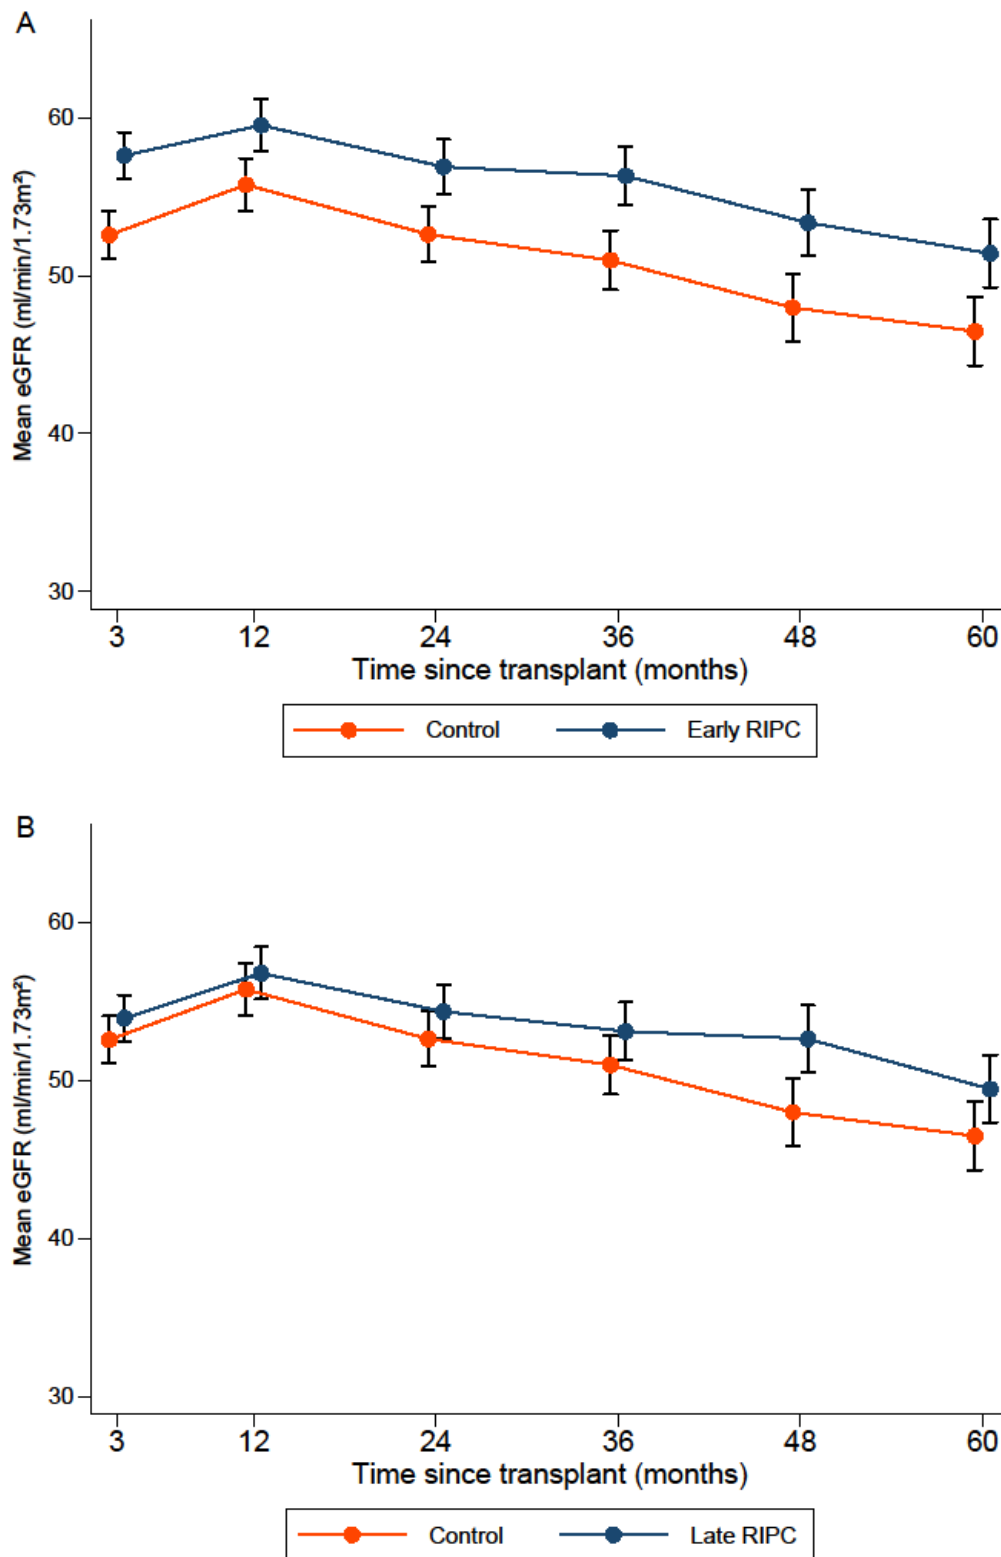 A
Mean eGFR (ml/min/1.73m²)
60
50
40
30
3 12 24 36 48 60
Time since transplant (months)
Control Early RIPC
B
Mean eGFR (ml/min/1.73m²)
60
50
40
30
3 12 24 36 48 60
Time since transplant (months)
Control Late RIPC